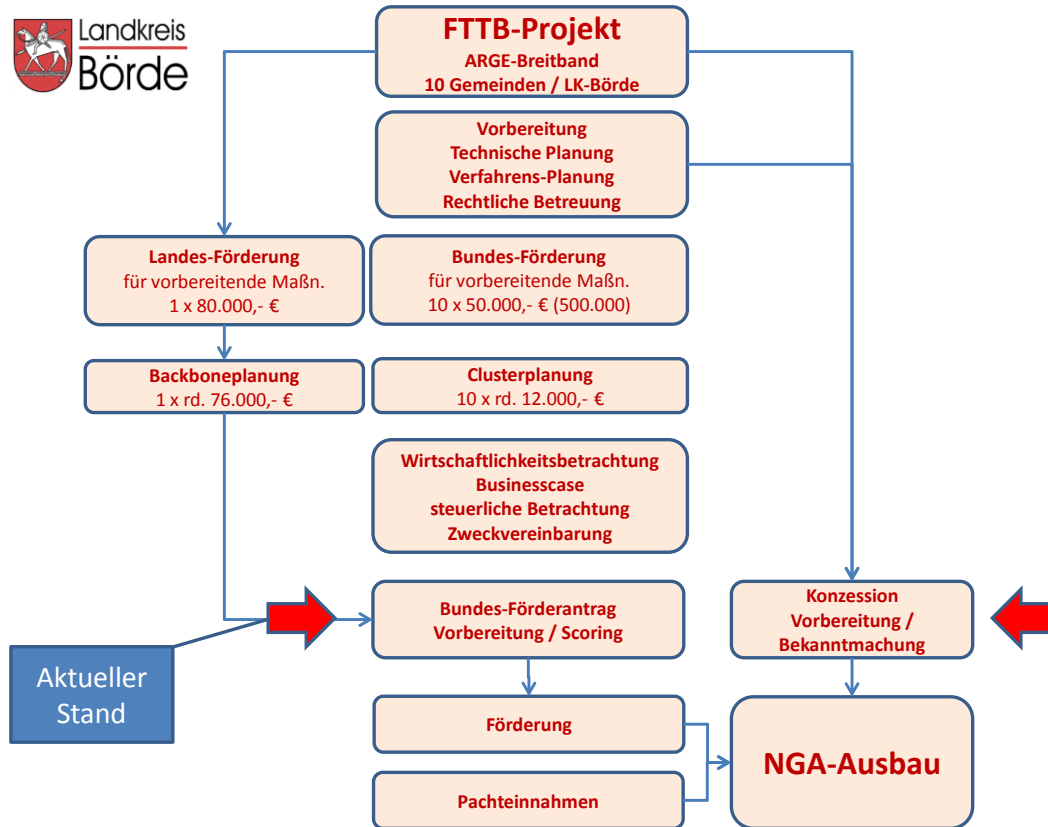 Landkreis
Börde
FTTB-Projekt
ARGE-Breitband
10 Gemeinden / LK-Börde
Vorbereitung
Technische Planung
Verfahrens-Planung
Rechtliche Betreuung
Landes-Förderung
für vorbereitende Maßn.
1 x 80.000,- €
Bundes-Förderung
für vorbereitende Maßn.
10 x 50.000,- € (500.000)
Backboneplanung
1 x rd. 76.000,- €
Clusterplanung
10 x rd. 12.000,- €
Wirtschaftlichkeitsbetrachtung
Businesscase
steuerliche Betrachtung
Zweckvereinbarung
Bundes-Förderantrag
Vorbereitung / Scoring
Konzession
Vorbereitung /
Bekanntmachung
Aktueller
Stand
Förderung
NGA-Ausbau
Pachteinnahmen